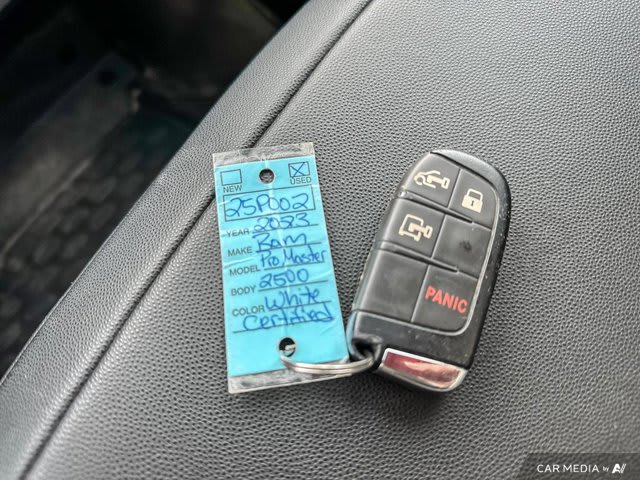 NEW USED
25P002
YEAR 2023
MAKE Ram
MODEL Pro Master
BODY 2500
COLOR White
Certified
PANIC
CAR MEDIA by AI